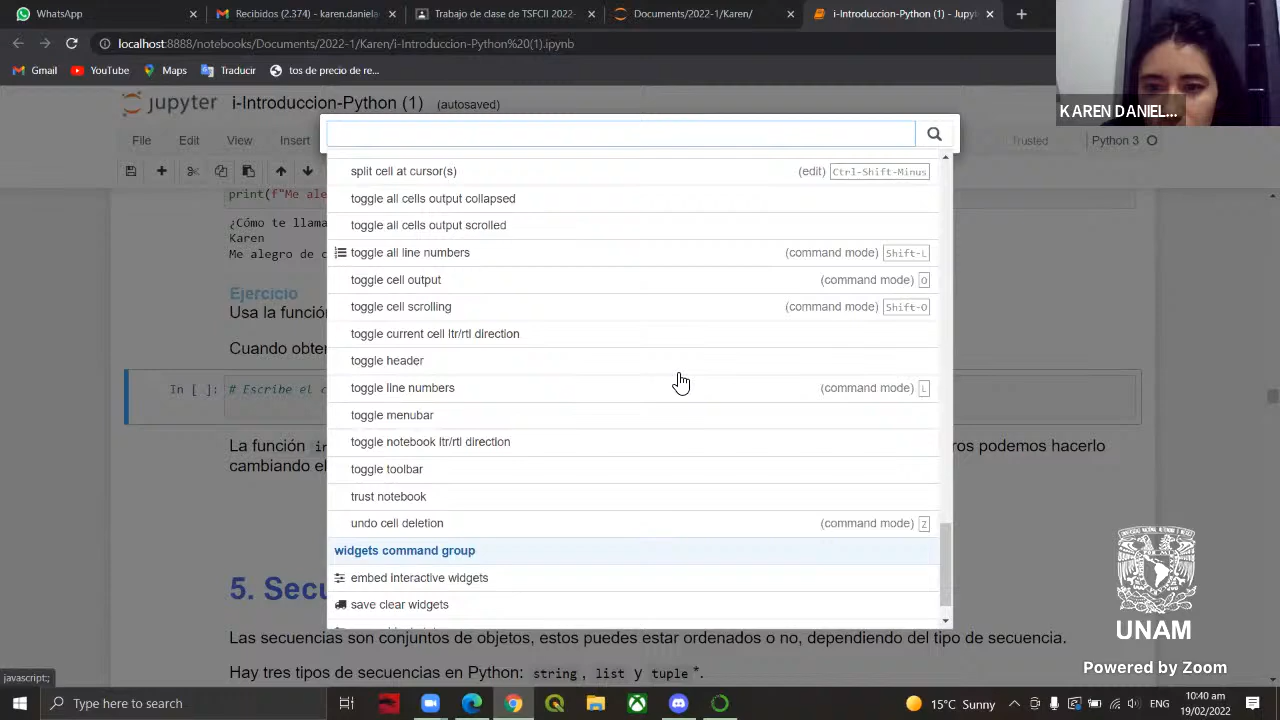 WhatsApp
Recibidos (2.374) - karen.daniela
Trabajo de clase de TSFCII 2022-
Documents/2022-1/Karen/
i-Introduccion-Python (1) - Jupyte
localhost:8888/notebooks/Documents/2022-1/Karen/i-Introduccion-Python%20(1).ipynb
Gmail
YouTube
Maps
Traducir
tos de precio de re...
KAREN DANIEL...
jupyter i-Introduccion-Python (1) (autosaved)
File Edit View Insert
Trusted
Python 3
print(f"Me ale
split cell at cursor(s) (edit) Ctrl-Shift-Minus
toggle all cells output collapsed
¿Cómo te llama
toggle all cells output scrolled
Karen
Me alegro de c
toggle all line numbers (command mode) Shift-L
toggle cell output (command mode) O
Ejercicio
Usa la funció
toggle cell scrolling (command mode) Shift-O
toggle current cell ltr/rtl direction
Cuando obter
toggle header
In [ ]: # Escribe el c
toggle line numbers (command mode) L
toggle menubar
toggle notebook ltr/rtl direction
La función in
ros podemos hacerlo
cambiando el
toggle toolbar
trust notebook
undo cell deletion (command mode) Z
widgets command group
embed interactive widgets
save clear widgets
5. Secu
Las secuencias son conjuntos de objetos, estos puedes estar ordenados o no, dependiendo del tipo de secuencia.
Hay tres tipos de secuencias en Python: string, list y tuple*.
UNAM
Powered by Zoom
javascript:;
Type here to search
15°C Sunny
ENG
10:40 am
19/02/2022